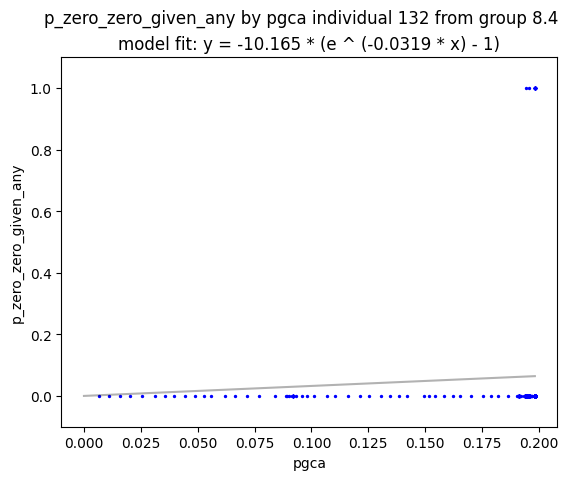 p_zero_zero_given_any by pgca individual 132 from group 8.4
model fit: y = -10.165 * (e ^ (-0.0319 * x) - 1)
1.0
0.8
0.6
0.4
0.2
0.0
p_zero_zero_given_any
0.000 0.025 0.050 0.075 0.100 0.125 0.150 0.175 0.200
pgca